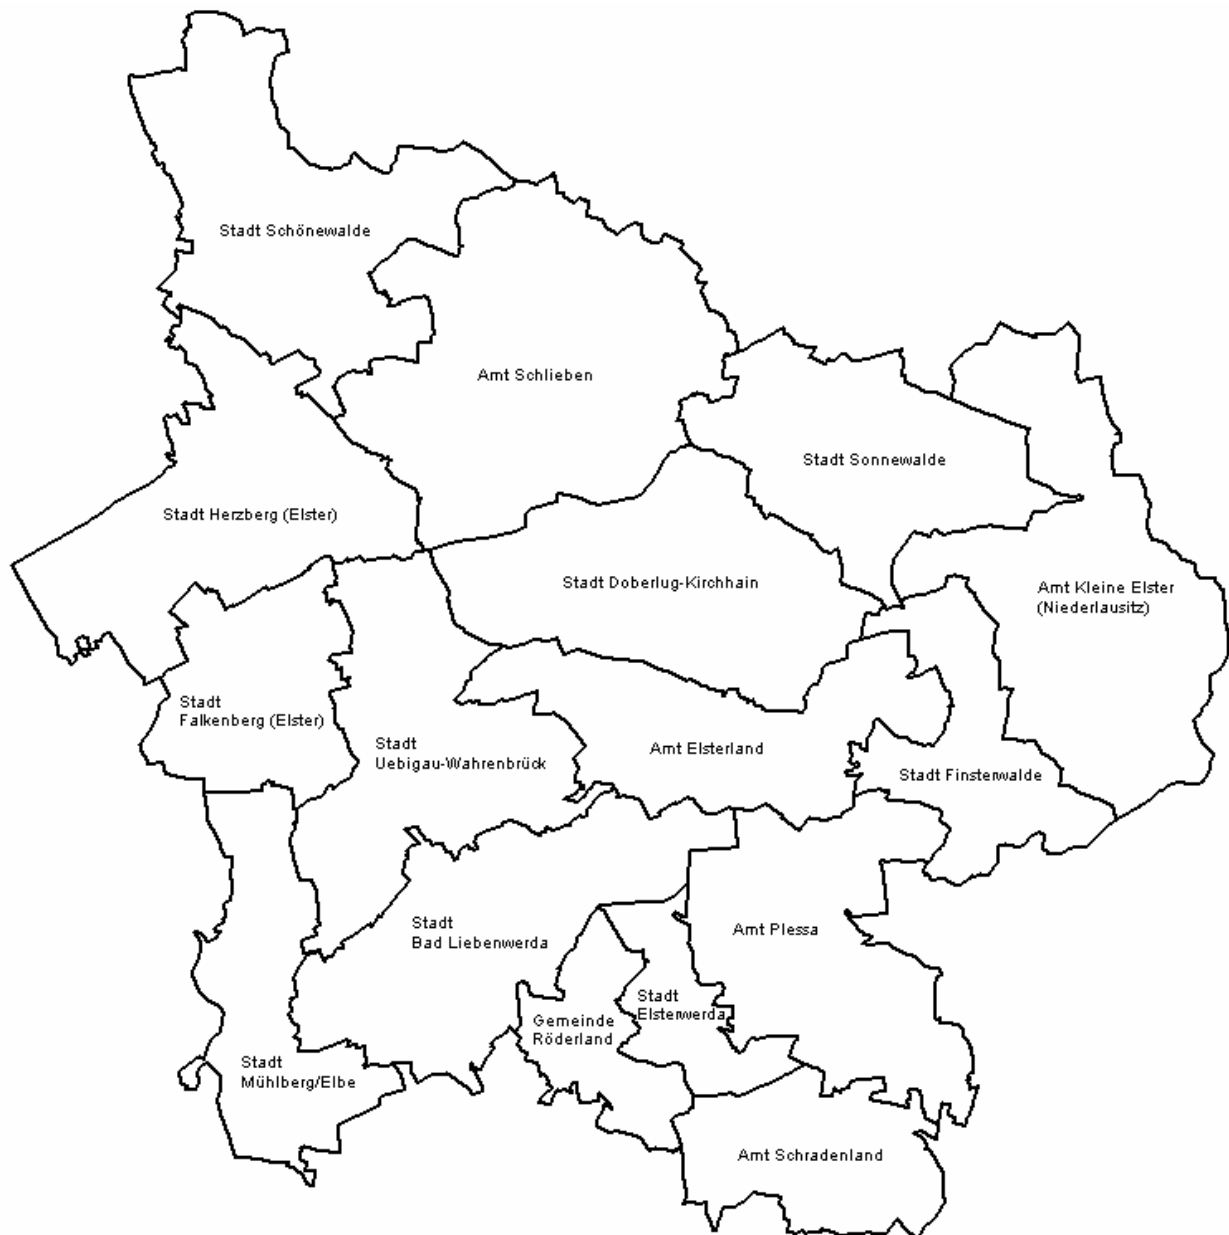 Stadt Schönewalde
Amt Schlieben
Stadt Sonnewalde
Stadt Herzberg (Elster)
Stadt Doberlug-Kirchhain
Amt Kleine Elster
(Niederlausitz)
Stadt
Falkenberg (Elster)
Stadt
Uebigau-Wahrenbrück
Amt Elsterland
Stadt Finsterwalde
Stadt
Bad Liebenwerda
Amt Plessa
Stadt
Elsterwerda
Gemeinde
Röderland
Stadt
Mühlberg/Elbe
Amt Schradenland